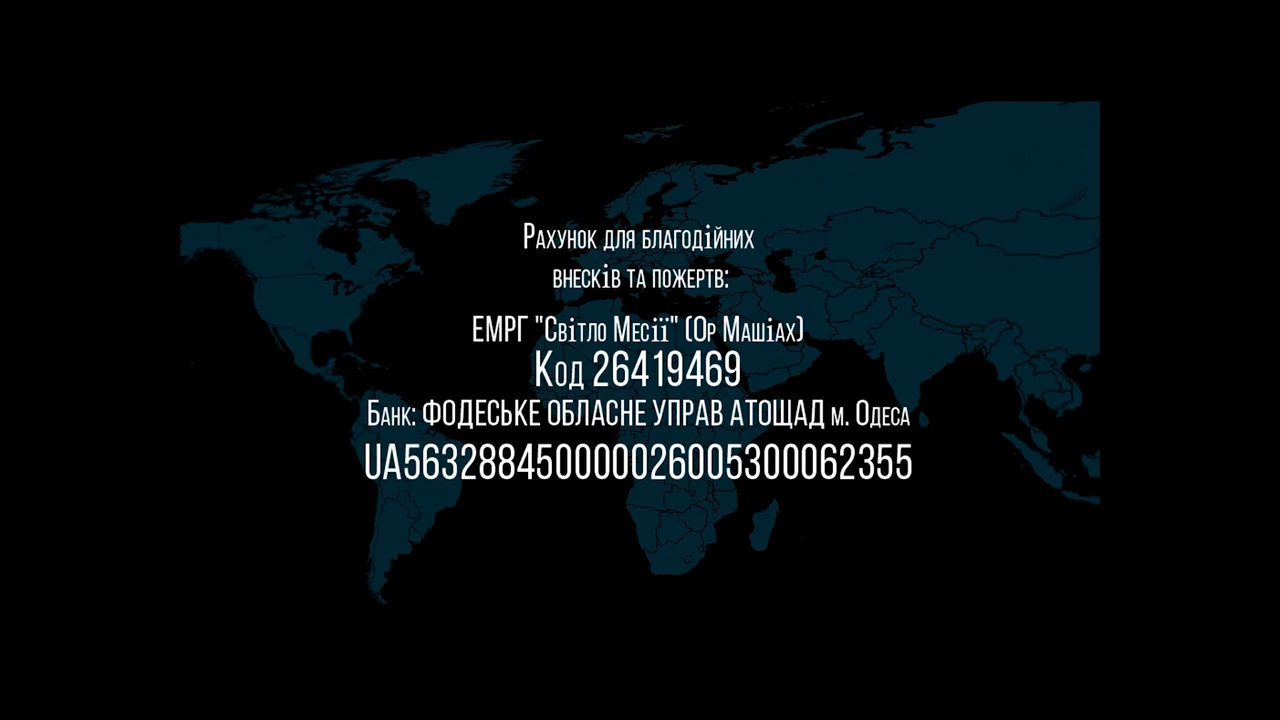 Рахунок для благодійних
внесків та пожертв:
ЕМРГ "Світло Месії" (Ор Машіах)
Код 26419469
Банк: ФОДЕСЬКЕ ОБЛАСНЕ УПРАВ АТОЩАД м. Одеса
UA563288450000026005300062355